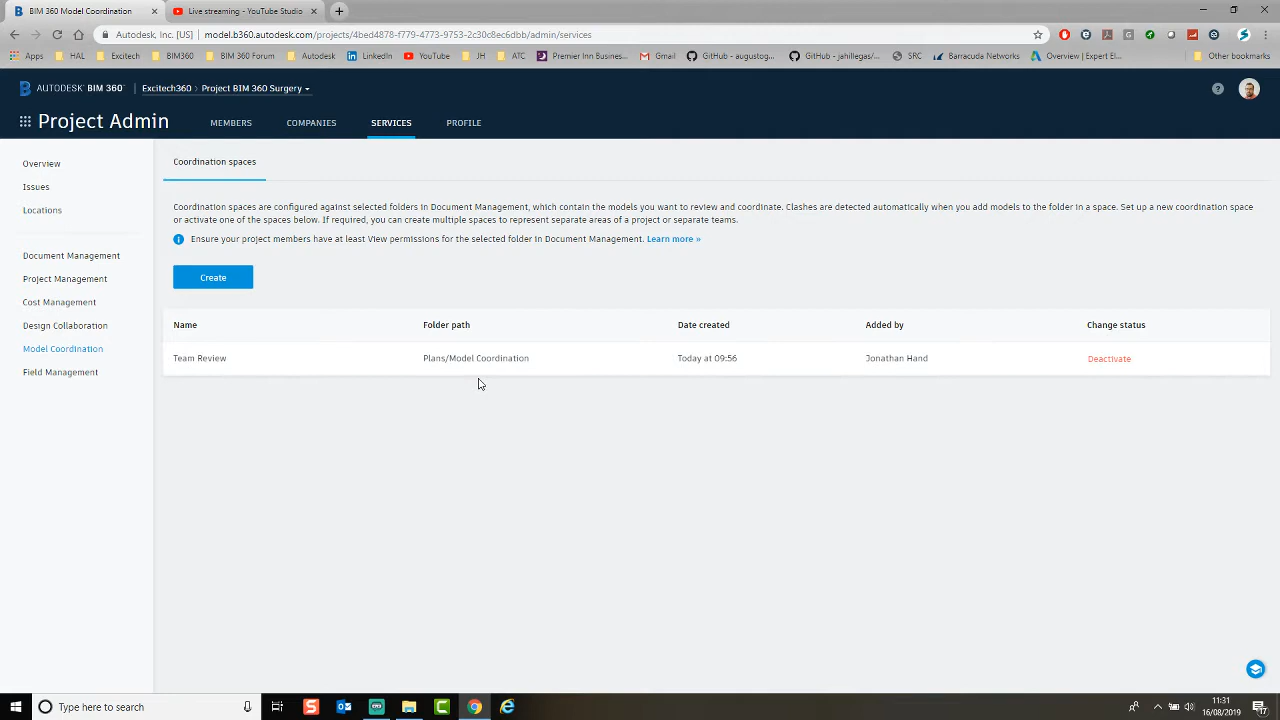 BIM 360 Model Coordination
Live streaming - YouTube Studio
Autodesk, Inc. [US] | model.b360.autodesk.com/projects/4bed4878-f779-4773-9753-2c30c8ec6dbb/admin/services
Apps HAL Excitech BIM360 BIM 360 Forum Autodesk LinkedIn YouTube JH ATC Premier Inn Busines... Gmail GitHub - augustog... GitHub - jahillegas/... SRC Barracuda Networks Overview | Expert El... Other bookmarks
AUTODESK® BIM 360™ Excitech360 > Project BIM 360 Surgery
Project Admin MEMBERS COMPANIES SERVICES PROFILE
Overview
Issues
Locations
Document Management
Project Management
Cost Management
Design Collaboration
Model Coordination
Field Management
Coordination spaces
Coordination spaces are configured against selected folders in Document Management, which contain the models you want to review and coordinate. Clashes are detected automatically when you add models to the folder in a space. Set up a new coordination space
or activate one of the spaces below. If required, you can create multiple spaces to represent separate areas of a project or separate teams.
Ensure your project members have at least View permissions for the selected folder in Document Management. Learn more »
Create
Name Folder path Date created Added by Change status
Team Review Plans/Model Coordination Today at 09:56 Jonathan Hand Deactivate
Type here to search
11:31
16/08/2019
17